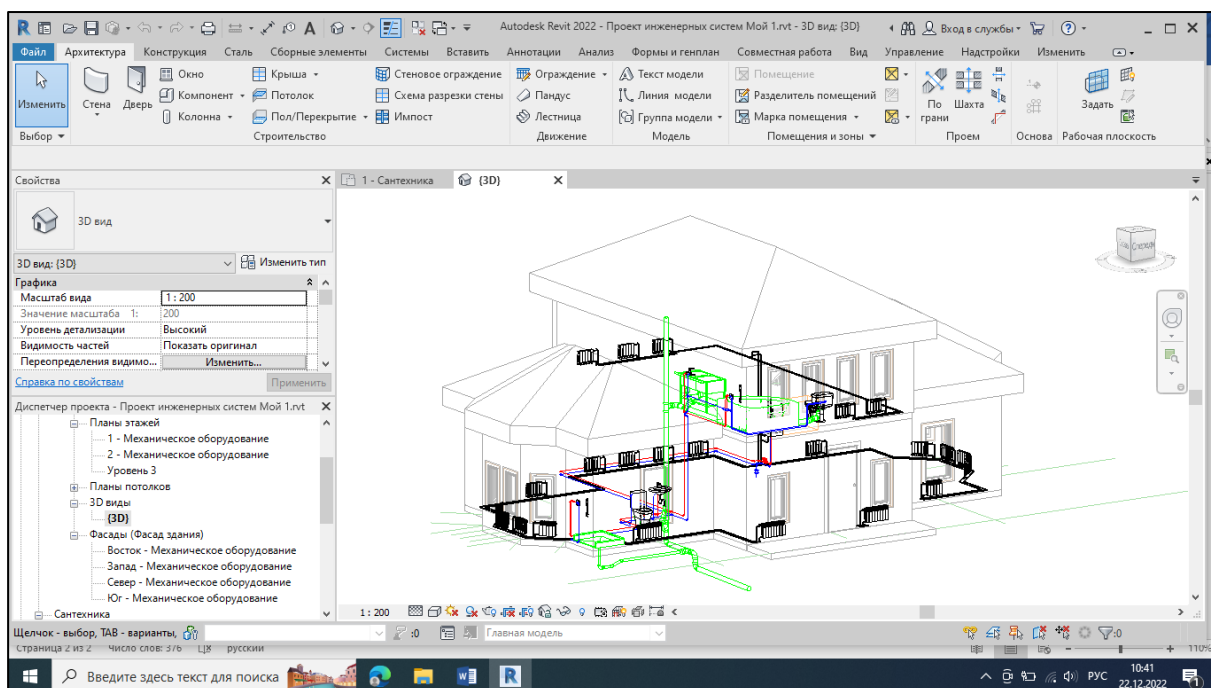 Autodesk Revit 2022 - Проект инженерных систем Мой 1.rvt - 3D вид: {3D} Вход в службы
Файл Архитектура Конструкция Сталь Сборные элементы Системы Вставить Аннотации Анализ Формы и генплан Совместная работа Вид Управление Надстройки Изменить
Изменить Стена Дверь Окно Крыша Стеновое ограждение Ограждение Текст модели Помещение По грани Шахта Задать
Компонент Потолок Схема разрезки стены Пандус Линия модели Разделитель помещений
Колонна Пол/Перекрытие Импост Лестница Группа модели Марка помещения
Выбор Строительство Движение Модель Помещения и зоны Проем Основа Рабочая плоскость
Свойства 1 - Сантехника {3D}
3D вид
3D вид: {3D} Изменить тип
Графика
Масштаб вида 1 : 200
Значение масштаба 1: 200
Уровень детализации Высокий
Видимость частей Показать оригинал
Переопределения видимо... Изменить...
Справка по свойствам Применить
Диспетчер проекта - Проект инженерных систем Мой 1.rvt
Планы этажей
1 - Механическое оборудование
2 - Механическое оборудование
Уровень 3
Планы потолков
3D виды
{3D}
Фасады (Фасад здания)
Восток - Механическое оборудование
Запад - Механическое оборудование
Север - Механическое оборудование
Юг - Механическое оборудование
Сантехника
1 : 200
Щелчок - выбор, TAB - варианты, :0 Главная модель :0
Страница 2 из 2 Число слов: 376 русский 110%
Введите здесь текст для поиска РУС 10:41
22.12.2022